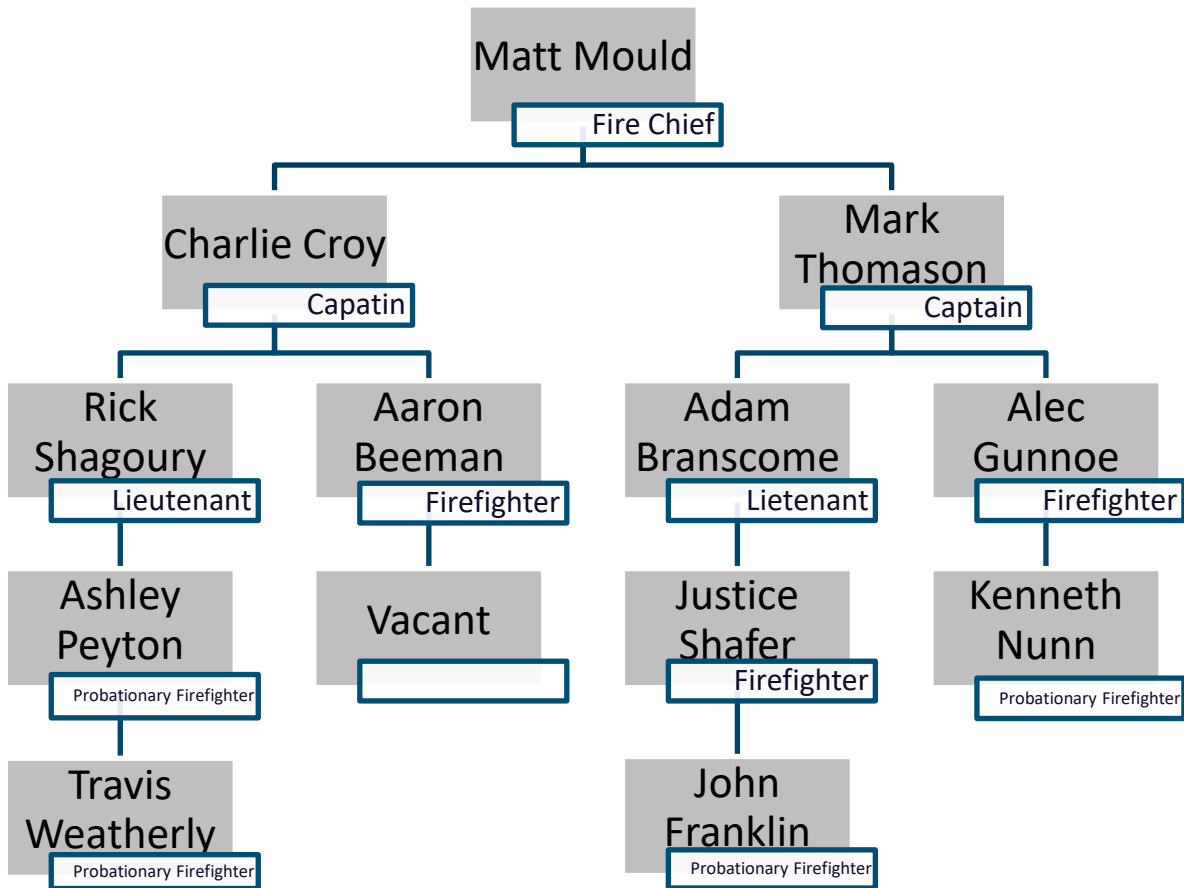 Matt Mould
Fire Chief
Charlie Croy
Capatin
Mark
Thomason
Captain
Rick
Shagoury
Lieutenant
Aaron
Beeman
Firefighter
Adam
Branscome
Lietenant
Alec
Gunnoe
Firefighter
Ashley
Peyton
Probationary Firefighter
Vacant
Justice
Shafer
Firefighter
Kenneth
Nunn
Probationary Firefighter
Travis
Weatherly
Probationary Firefighter
John
Franklin
Probationary Firefighter